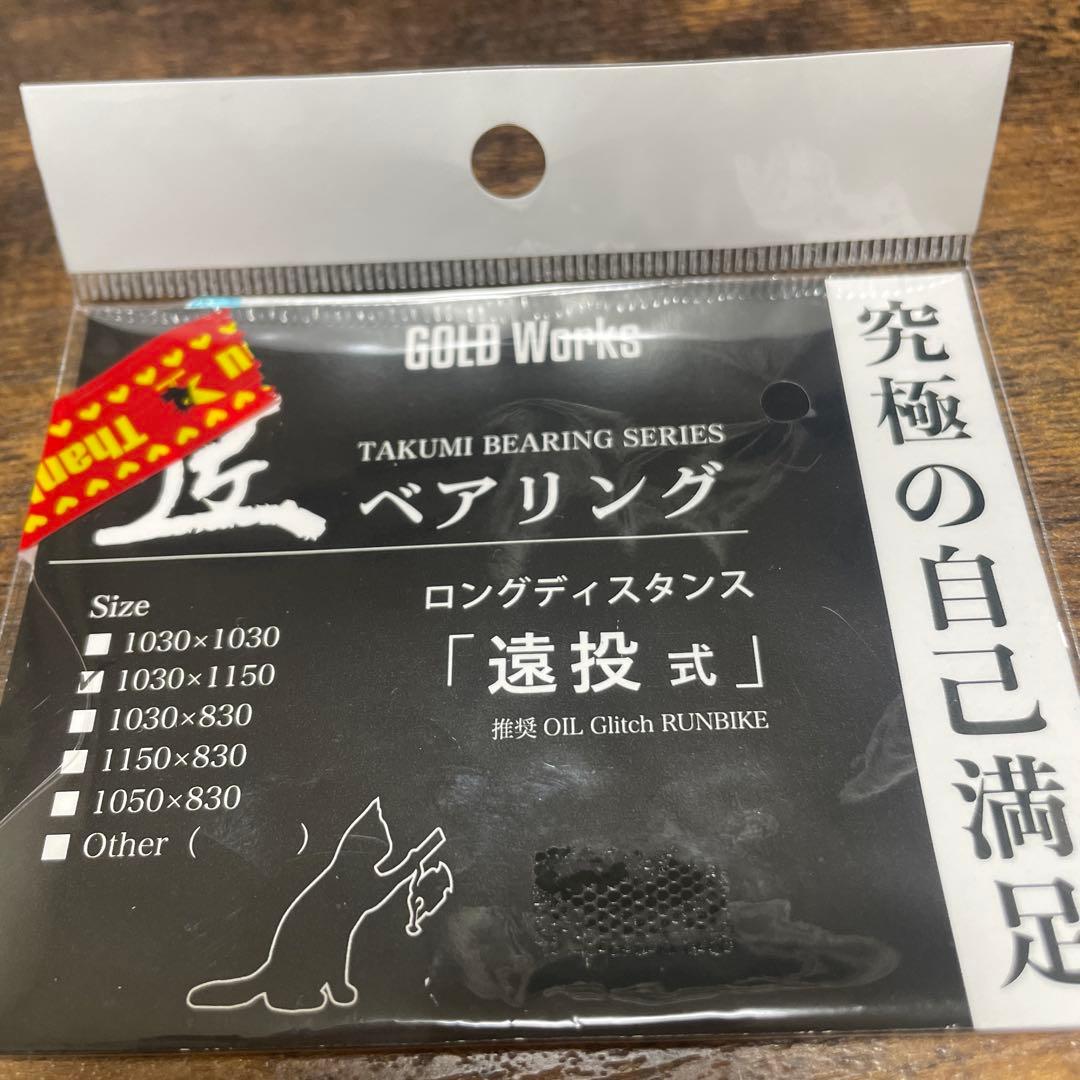 GOLD Works
Than
u
匠
TAKUMI BEARING SERIES
ベアリング
Size
1030×1030
1030×1150
1030×830
1150×830
1050×830
Other ( )
ロングディスタンス
「遠投 式」
推奨 OIL Glitch RUNBIKE
究極の自己満足